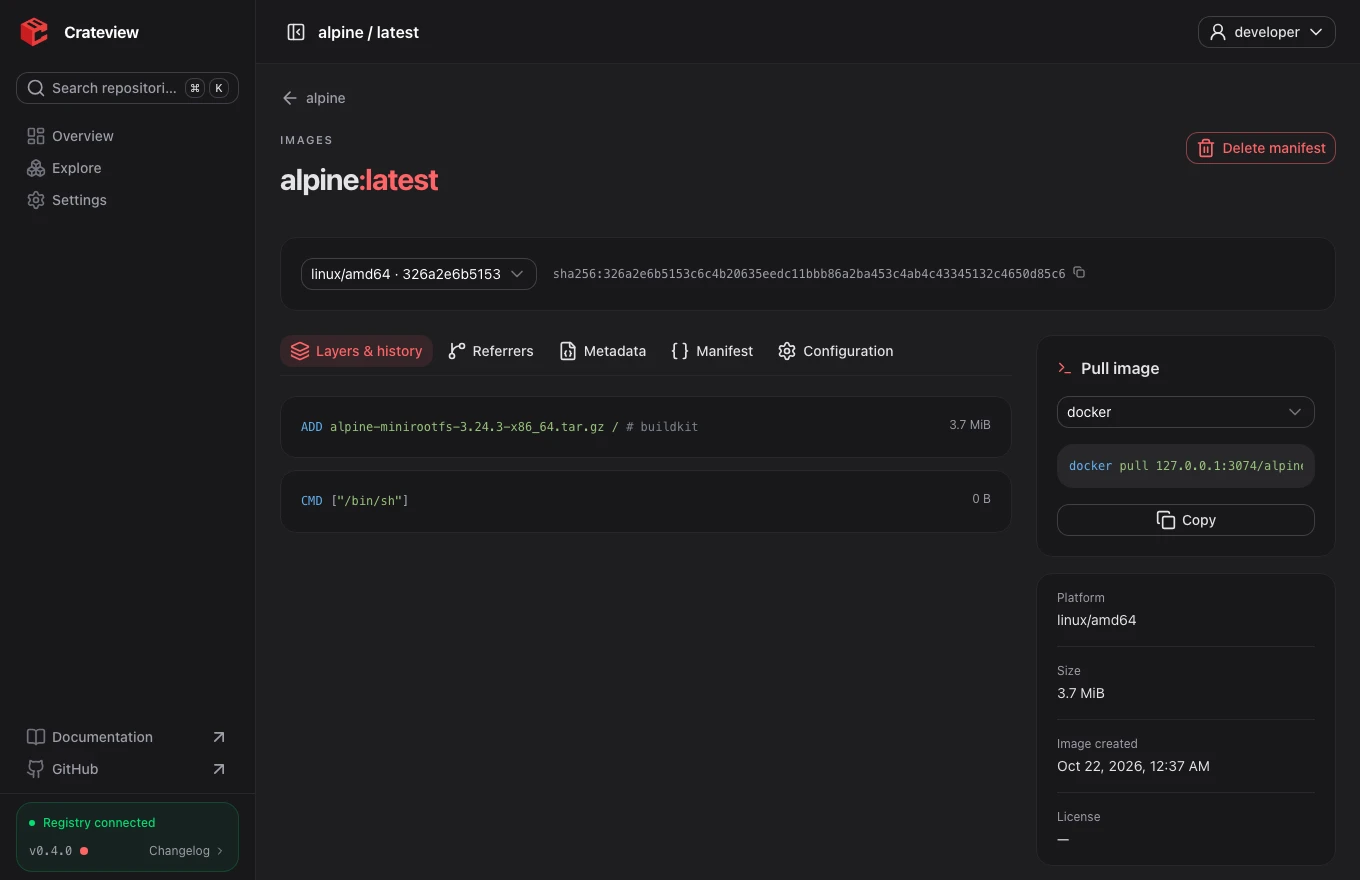 Crateview
Search repositori... ⌘ K
Overview
Explore
Settings
Documentation
GitHub
Registry connected
v0.4.0
Changelog
alpine / latest
developer
alpine
IMAGES
alpine:latest
Delete manifest
linux/amd64 · 326a2e6b5153
sha256:326a2e6b5153c6c4b20635eedc11bbb86a2ba453c4ab4c43345132c4650d85c6
Layers & history
Referrers
Metadata
Manifest
Configuration
ADD alpine-minirootfs-3.24.3-x86_64.tar.gz / # buildkit
3.7 MiB
CMD ["/bin/sh"]
0 B
Pull image
docker
docker pull 127.0.0.1:3074/alpine
Copy
Platform
linux/amd64
Size
3.7 MiB
Image created
Oct 22, 2026, 12:37 AM
License
—